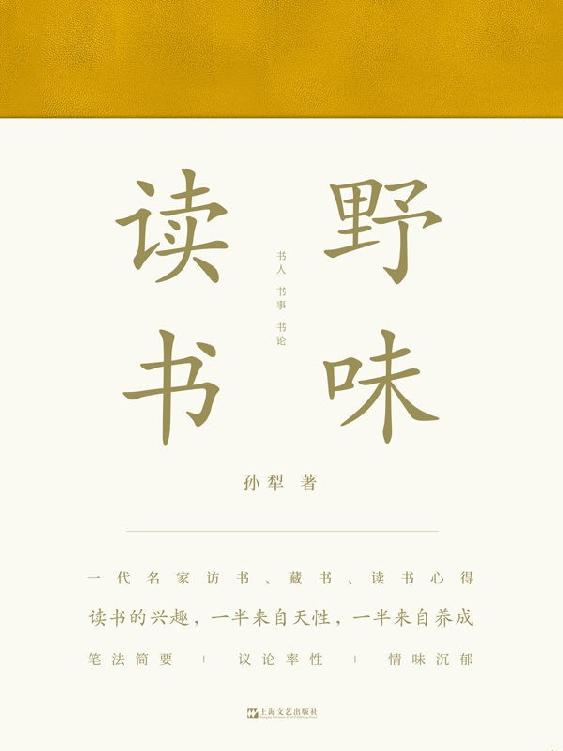 野味
读书
书人 书事 书论
孙犁 著
一代名家访书、藏书、读书心得
读书的兴趣，一半来自天性，一半来自养成
笔法简要 | 议论率性 | 情味沉郁
上海文艺出版社